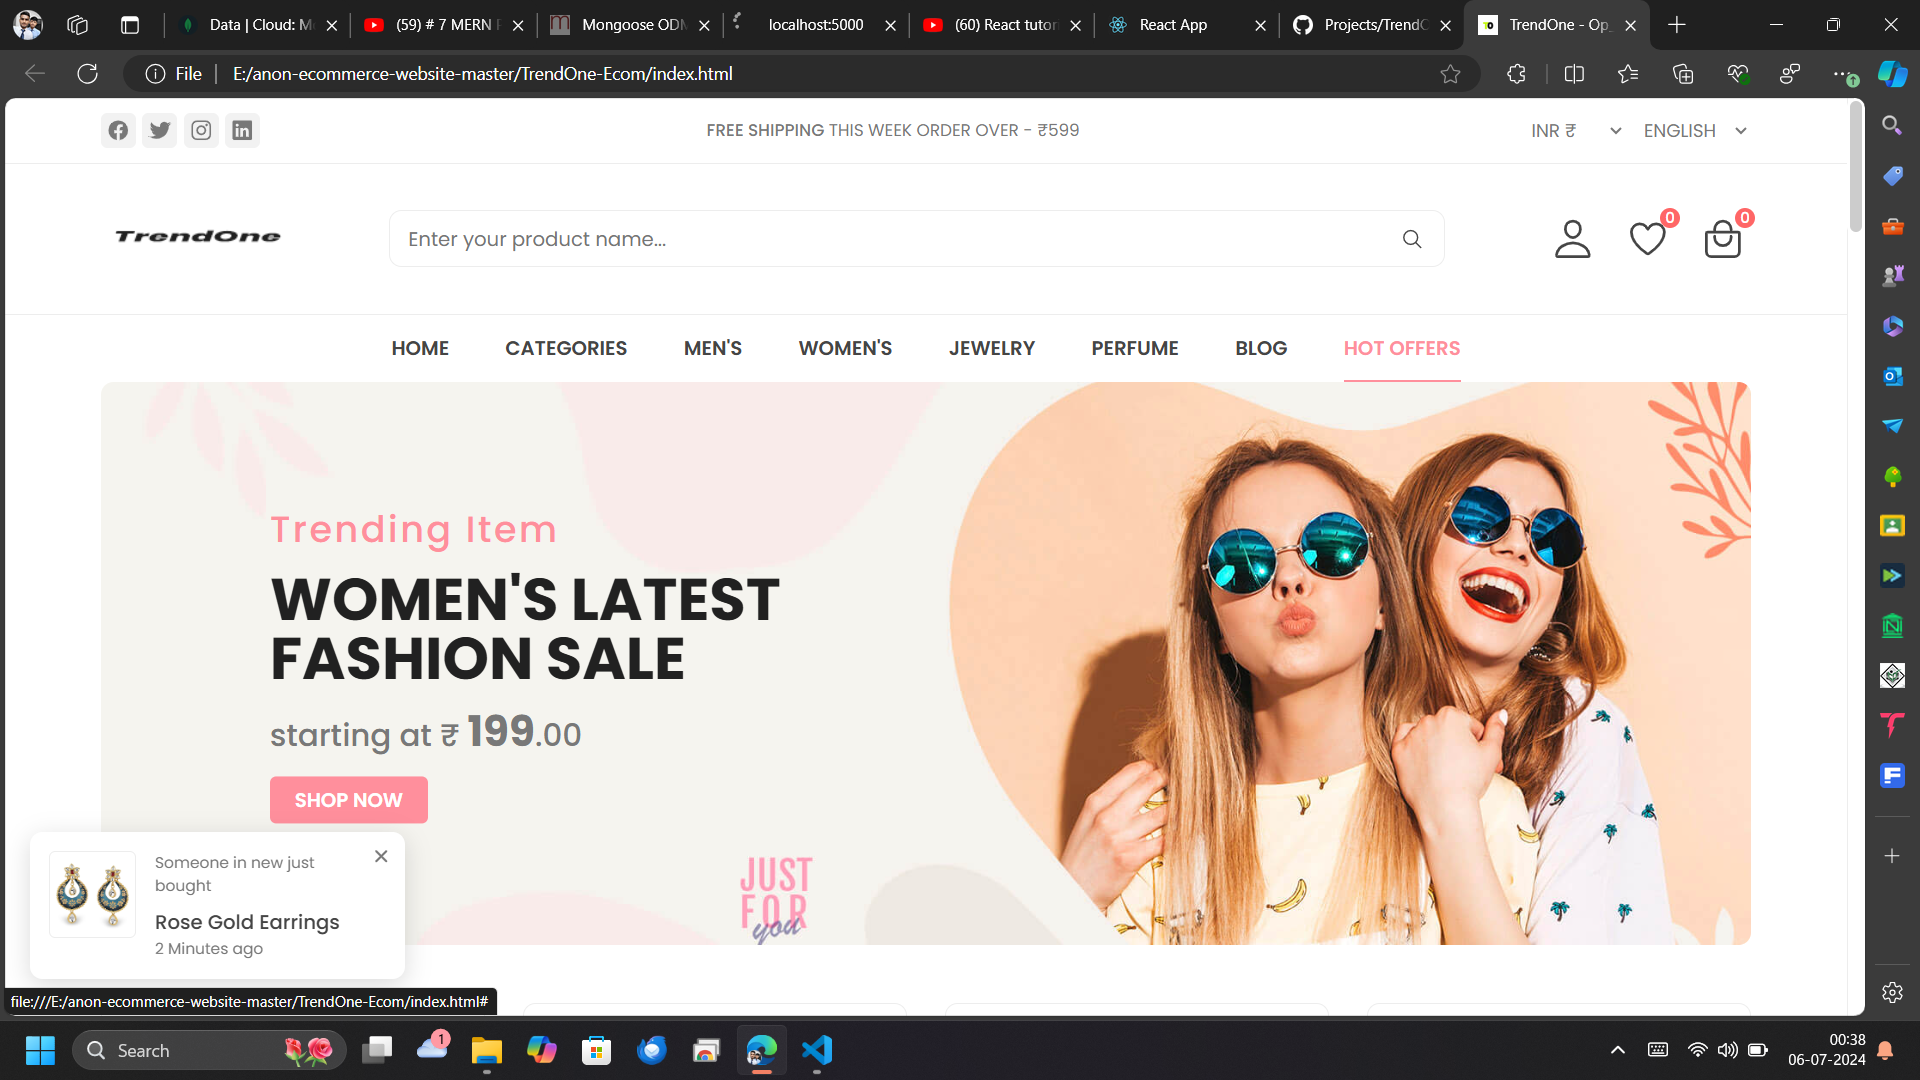 Data | Cloud: M
(59) # 7 MERN
Mongoose ODM
localhost:5000
(60) React tutor
React App
Projects/TrendO
TrendOne - Op
File
E:/anon-ecommerce-website-master/TrendOne-Ecom/index.html
FREE SHIPPING THIS WEEK ORDER OVER - ₹599
INR ₹
ENGLISH
TrendOne
Enter your product name...
0
0
HOME
CATEGORIES
MEN'S
WOMEN'S
JEWELRY
PERFUME
BLOG
HOT OFFERS
Trending Item
WOMEN'S LATEST
FASHION SALE
starting at ₹ 199.00
SHOP NOW
JUST
FOR
you
Someone in new just
bought
Rose Gold Earrings
2 Minutes ago
file:///E:/anon-ecommerce-website-master/TrendOne-Ecom/index.html#
Search
1
00:38
06-07-2024